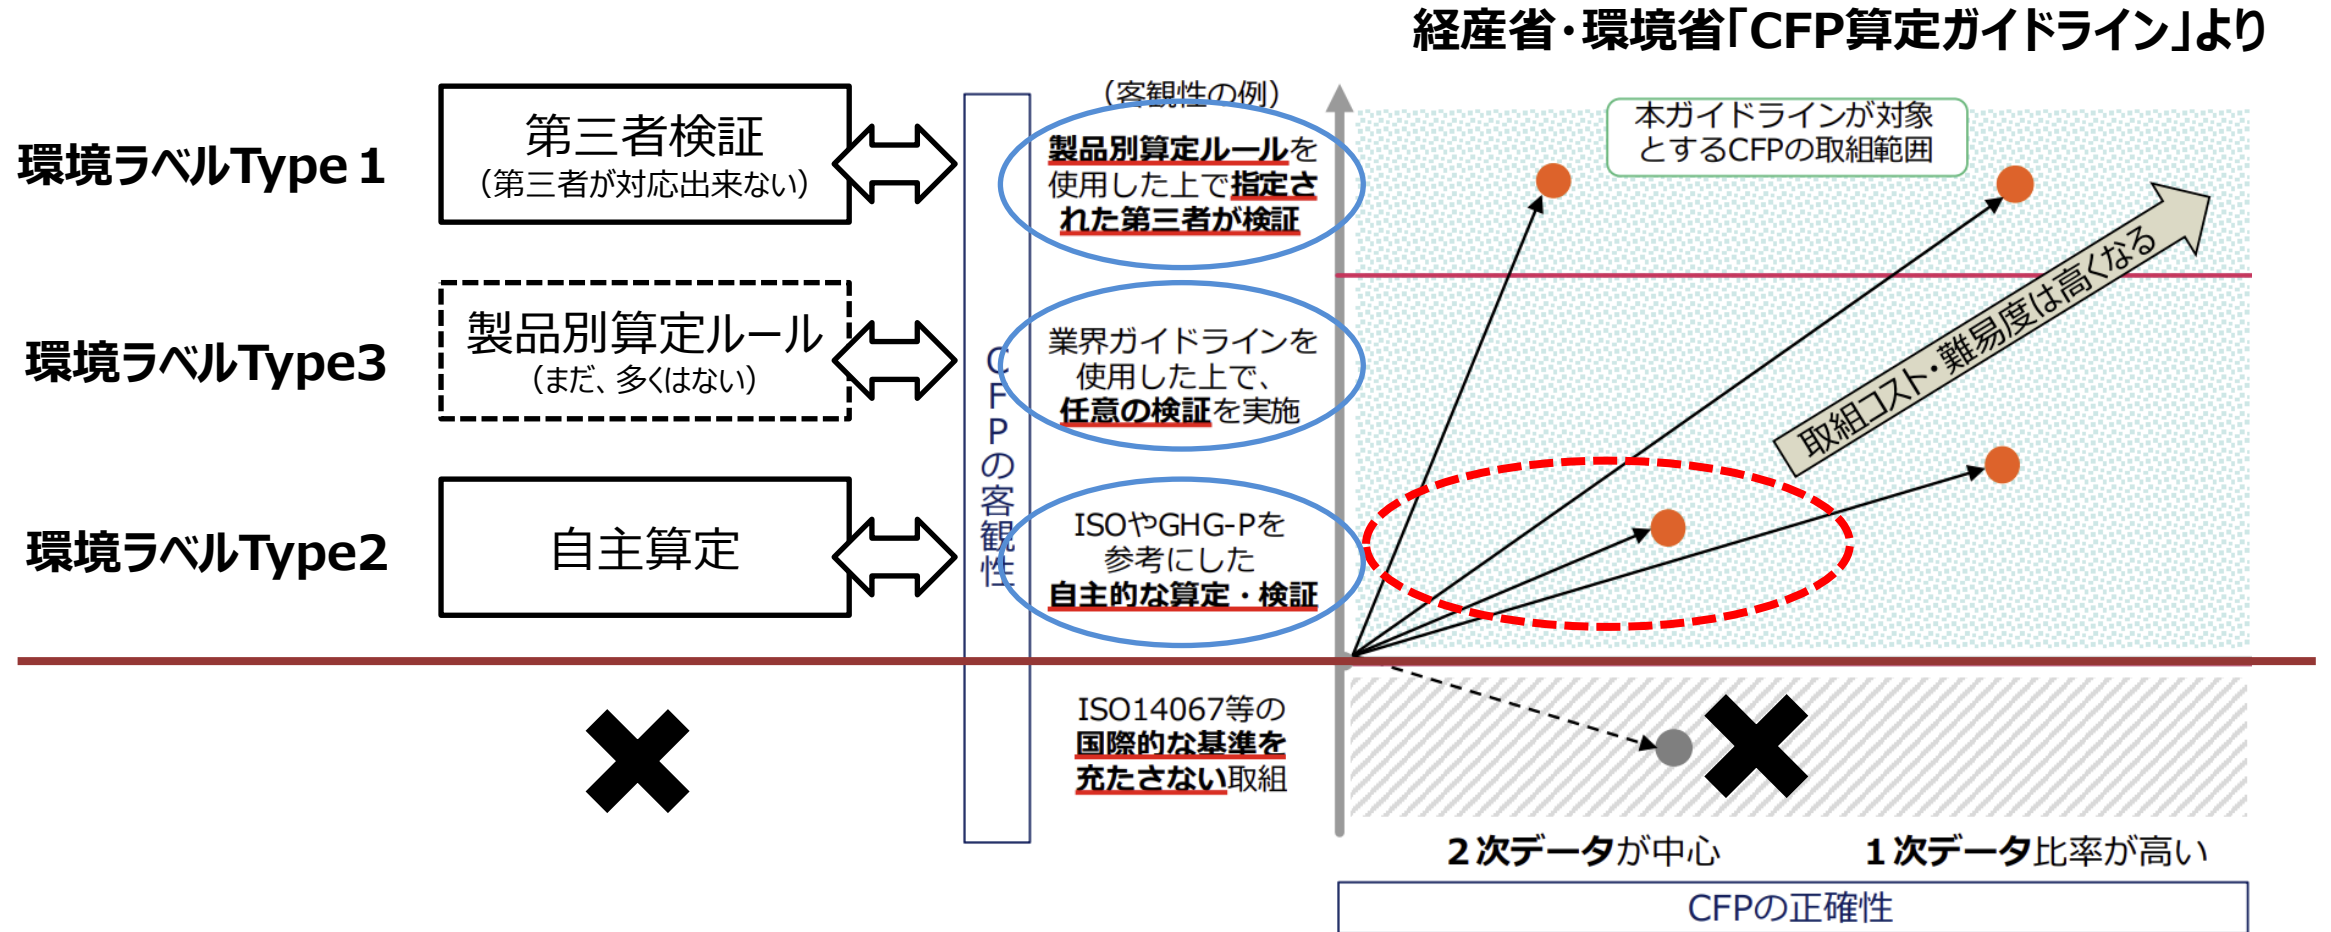 経産省・環境省「CFP算定ガイドライン」より
環境ラベルType１
第三者検証
（第三者が対応出来ない）
環境ラベルType3
製品別算定ルール
（まだ、多くはない）
環境ラベルType2
自主算定
CFPの客観性
（客観性の例）
製品別算定ルールを
使用した上で指定さ
れた第三者が検証
業界ガイドラインを
使用した上で、
任意の検証を実施
ISOやGHG-Pを
参考にした
自主的な算定・検証
ISO14067等の
国際的な基準を
充たさない取組
本ガイドラインが対象
とするCFPの取組範囲
取組コスト・難易度は高くなる
２次データが中心
１次データ比率が高い
CFPの正確性